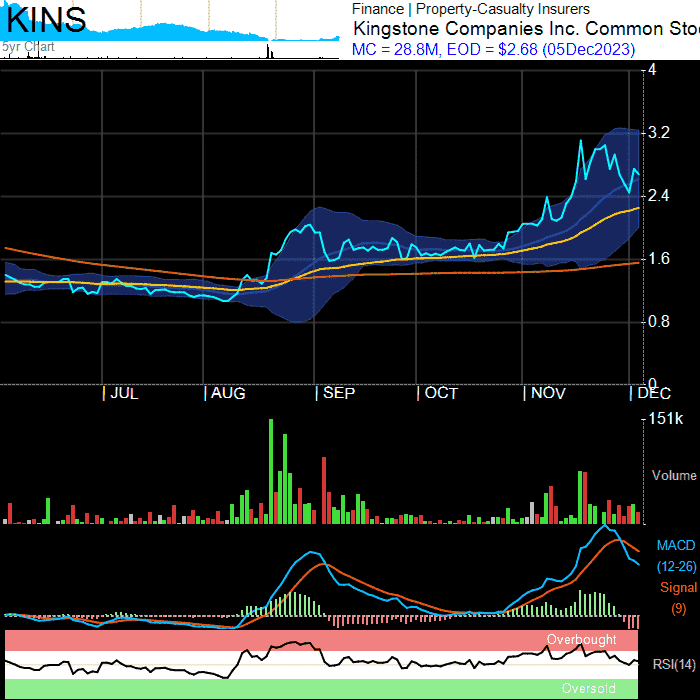 KINS
5yr Chart
Finance | Property-Casualty Insurers
Kingstone Companies Inc. Common Sto
MC = 28.8M, EOD = $2.68 (05Dec2023)
4
3.2
2.4
1.6
0.8
0
JUL AUG SEP OCT NOV DEC
151k
Volume
MACD
(12-26)
Signal
(9)
Overbought
RSI(14)
Oversold